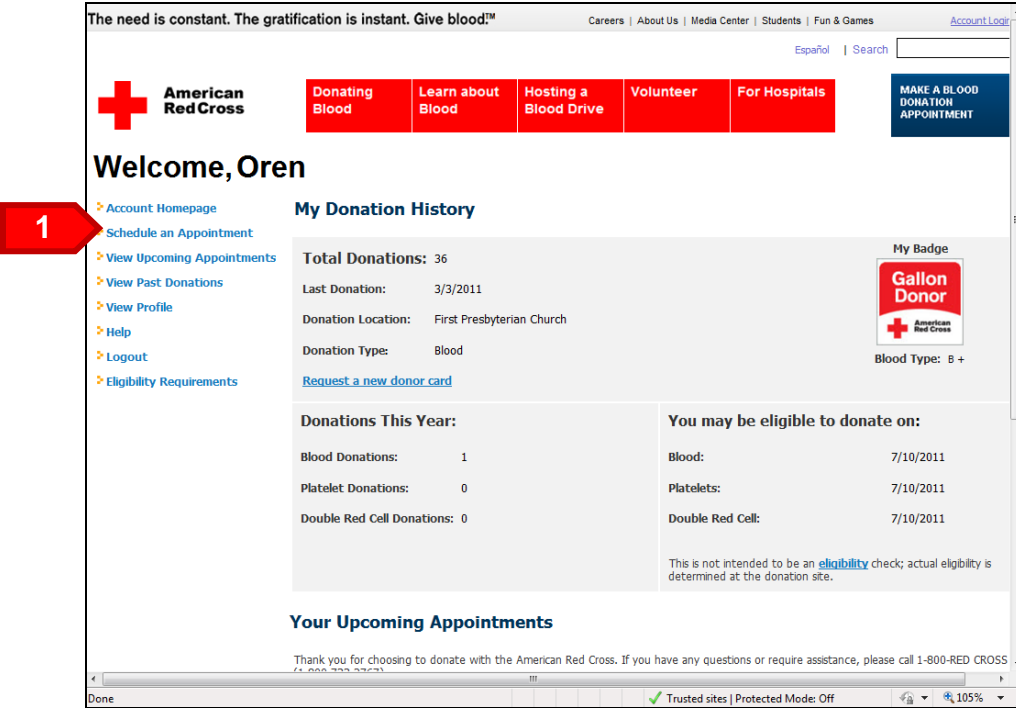 The need is constant. The gratification is instant. Give blood.™
Careers | About Us | Media Center | Students | Fun & Games
Account Login
Español | Search
American
Red Cross
Donating
Blood
Learn about
Blood
Hosting a
Blood Drive
Volunteer
For Hospitals
MAKE A BLOOD
DONATION
APPOINTMENT
Welcome, Oren
1
Account Homepage
Schedule an Appointment
View Upcoming Appointments
View Past Donations
View Profile
Help
Logout
Eligibility Requirements
My Donation History
Total Donations: 36
Last Donation: 3/3/2011
Donation Location: First Presbyterian Church
Donation Type: Blood
Request a new donor card
My Badge
Gallon
Donor
American
Red Cross
Blood Type: B +
Donations This Year:
Blood Donations: 1
Platelet Donations: 0
Double Red Cell Donations: 0
You may be eligible to donate on:
Blood: 7/10/2011
Platelets: 7/10/2011
Double Red Cell: 7/10/2011
This is not intended to be an eligibility check; actual eligibility is
determined at the donation site.
Your Upcoming Appointments
Thank you for choosing to donate with the American Red Cross. If you have any questions or require assistance, please call 1-800-RED CROSS
Done
Trusted sites | Protected Mode: Off
105%